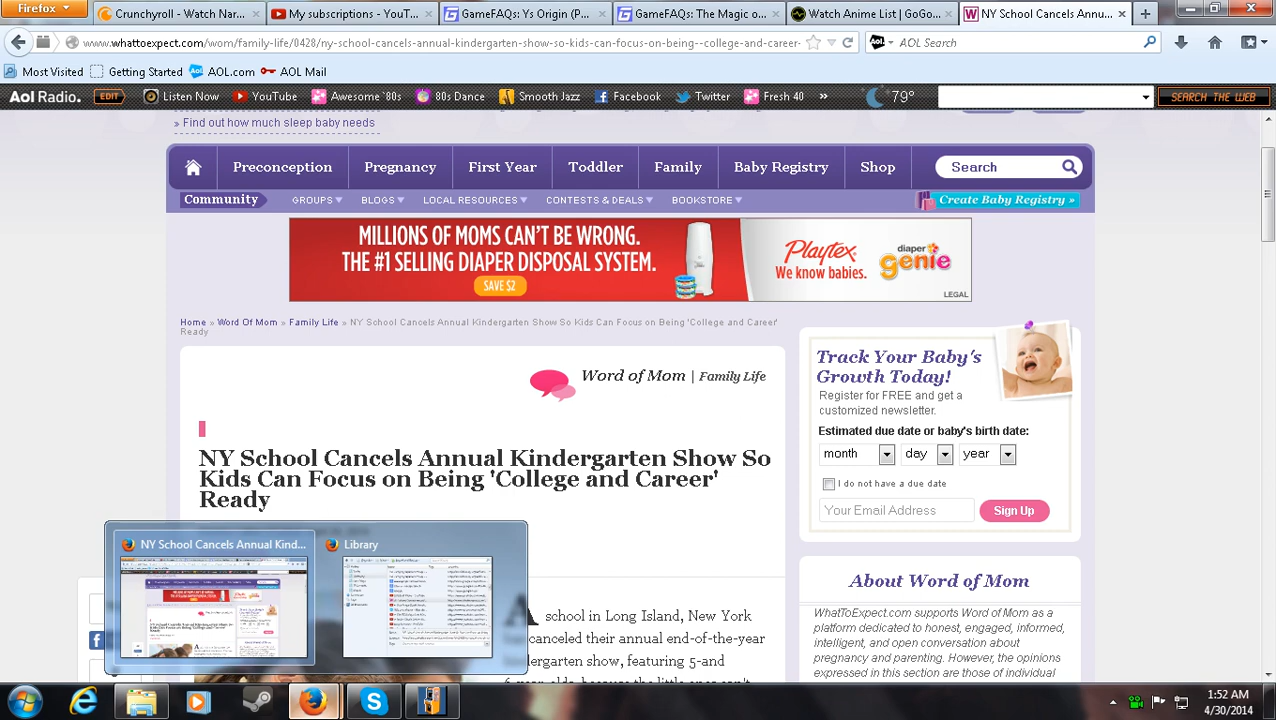 Firefox
Crunchyroll - Watch Nar...
My subscriptions - YouT...
GameFAQs: Ys Origin (P...
GameFAQs: The Magic o...
Watch Anime List | Go...
NY School Cancels Annu...
www.whattoexpect.com/wom/family-life/0428/ny-school-cancels-annual-kindergarten-show-so-kids-can-focus-on-being--college-and-career-
AOL Search
Most Visited Getting Started AOL.com AOL Mail
Aol Radio. EDIT Listen Now YouTube Awesome `80s 80s Dance Smooth Jazz Facebook Twitter Fresh 40 » 79° SEARCH THE WEB
» Find out how much sleep baby needs
Preconception Pregnancy First Year Toddler Family Baby Registry Shop Search
Community GROUPS BLOGS LOCAL RESOURCES CONTESTS & DEALS BOOKSTORE Create Baby Registry »
MILLIONS OF MOMS CAN'T BE WRONG.
THE #1 SELLING DIAPER DISPOSAL SYSTEM.
SAVE $2
Playtex
We know babies.
diaper
genie
LEGAL
Home » Word Of Mom » Family Life » NY School Cancels Annual Kindergarten Show So Kids Can Focus on Being 'College and Career'
Ready
Word of Mom | Family Life
NY School Cancels Annual Kindergarten Show So
Kids Can Focus on Being 'College and Career'
Ready
Track Your Baby's
Growth Today!
Register for FREE and get a
customized newsletter.
Estimated due date or baby's birth date:
month day year
I do not have a due date
Your Email Address Sign Up
About Word of Mom
WhatToExpect.com supports Word of Mom as a
platform dedicated to honest, engaged, informed,
intelligent, and open conversation about
pregnancy and parenting. However, the opinions
expressed in this section are those of individual
NY School Cancels Annual Kind...
Library
A school in Long Island, New York
canceled their annual end-of-the-year
kindergarten show, featuring 5-and
6-year-olds, because the little ones can't
1:52 AM
4/30/2014